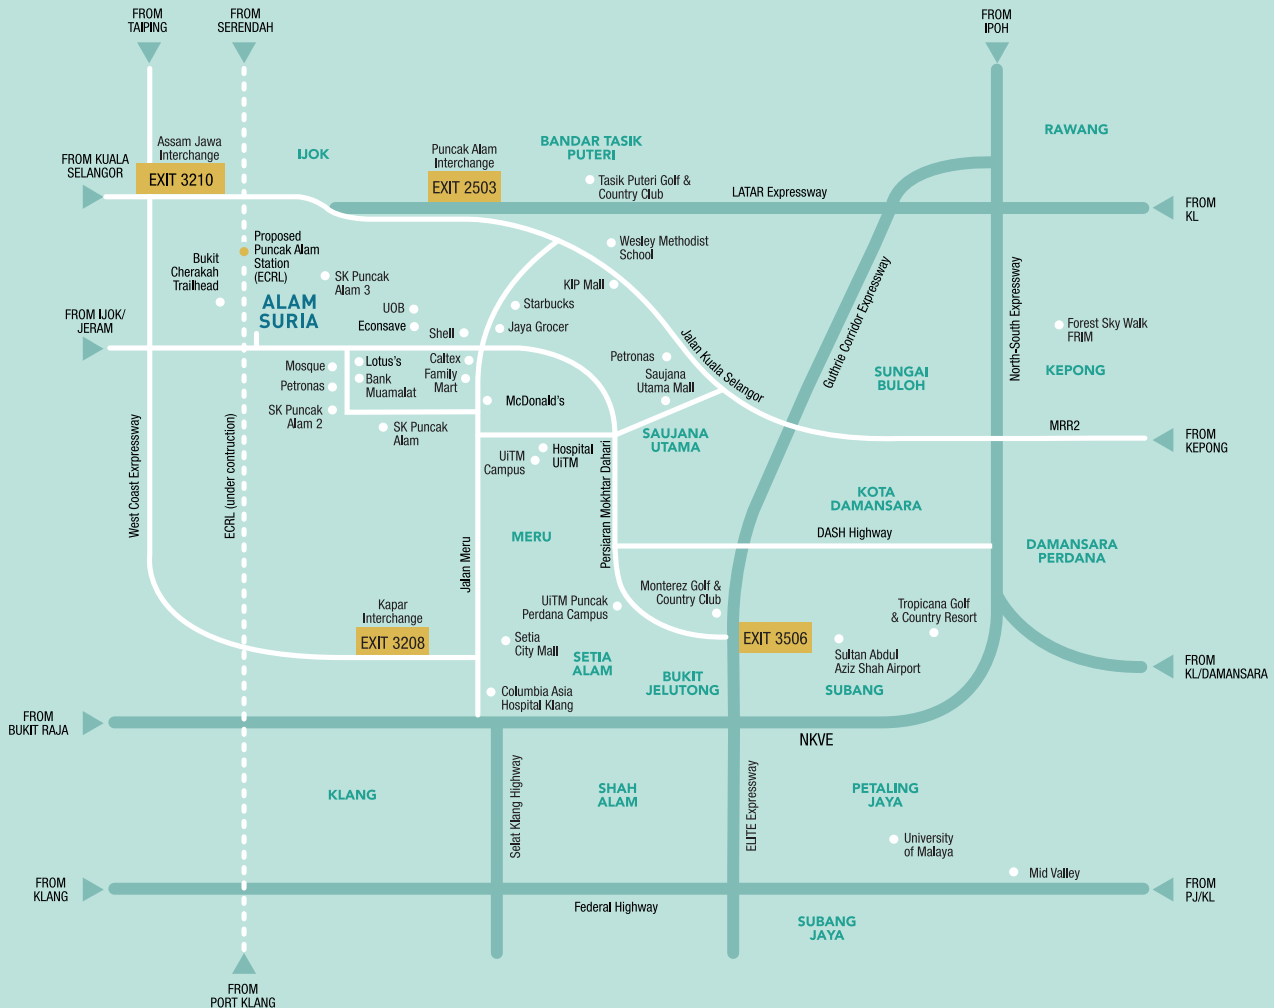 FROM
TAIPING
FROM
SERENDAH
FROM
IPOH
RAWANG
Assam Jawa
Interchange
EXIT 3210
FROM KUALA
SELANGOR
IJOK
Puncak Alam
Interchange
EXIT 2503
BANDAR TASIK
PUTERI
Tasik Puteri Golf &
Country Club
LATAR Expressway
FROM
KL
Proposed
Puncak Alam
Station
(ECRL)
Bukit
Cherakah
Trailhead
SK Puncak
Alam 3
ALAM
SURIA
UOB
Econsave
Shell
Wesley Methodist
School
KIP Mall
Starbucks
Jaya Grocer
FROM IJOK/
JERAM
Mosque
Petronas
SK Puncak
Alam 2
Lotus's
Bank
Muamalat
Caltex
Family
Mart
SK Puncak
Alam
McDonald's
Petronas
Saujana
Utama Mall
Jalan Kuala Selangor
Guthrie Corridor Expressway
North-South Expressway
Forest Sky Walk
FRIM
SUNGAI
BULOH
KEPONG
SAUJANA
UTAMA
MRR2
FROM
KEPONG
UiTM
Campus
Hospital
UiTM
West Coast Exrpressway
ECRL (under contruction)
Jalan Meru
Persiaran Mokhtar Dahari
MERU
KOTA
DAMANSARA
DASH Highway
DAMANSARA
PERDANA
Kapar
Interchange
EXIT 3208
UiTM Puncak
Perdana Campus
Monterez Golf &
Country Club
EXIT 3506
Tropicana Golf
& Country Resort
Setia
City Mall
SETIA
ALAM
Sultan Abdul
Aziz Shah Airport
BUKIT
JELUTONG
SUBANG
FROM
KL/DAMANSARA
Columbia Asia
Hospital Klang
FROM
BUKIT RAJA
NKVE
KLANG
Selat Klang Highway
SHAH
ALAM
ELITE Expressway
PETALING
JAYA
University
of Malaya
Mid Valley
FROM
KLANG
Federal Highway
FROM
PJ/KL
SUBANG
JAYA
FROM
PORT KLANG